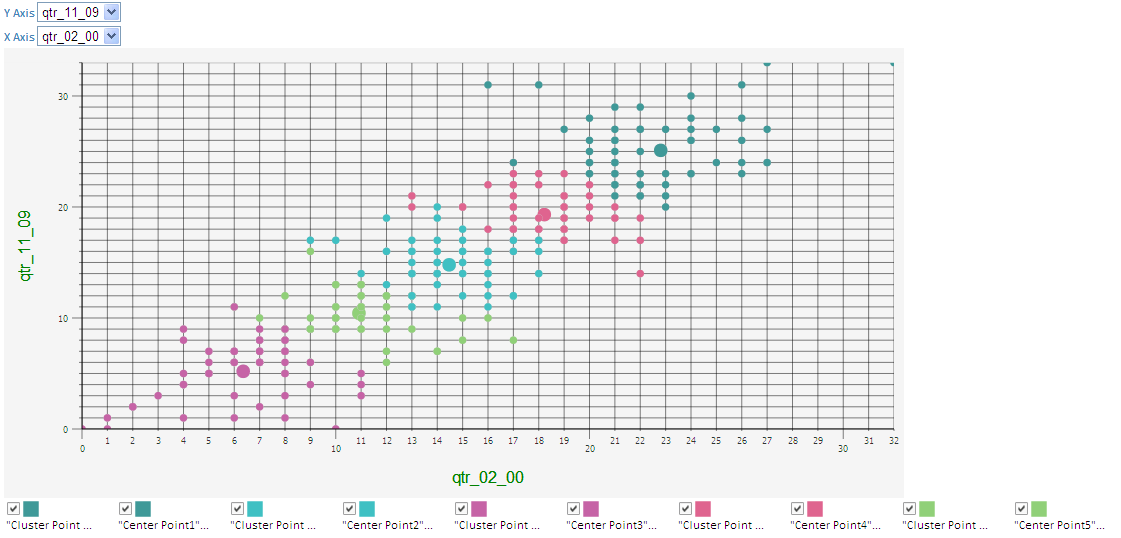 Y Axis qtr_11_09
X Axis qtr_02_00
30
20
10
0
qtr_11_09
0 1 2 3 4 5 6 7 8 9 11 12 13 14 15 16 17 18 19 21 22 23 24 25 26 27 28 29 31 32
0 10 20 30 32
qtr_02_00
"Cluster Point ... "Center Point1"... "Cluster Point ... "Center Point2"... "Cluster Point ... "Center Point3"... "Cluster Point ... "Center Point4"... "Cluster Point ... "Center Point5"...